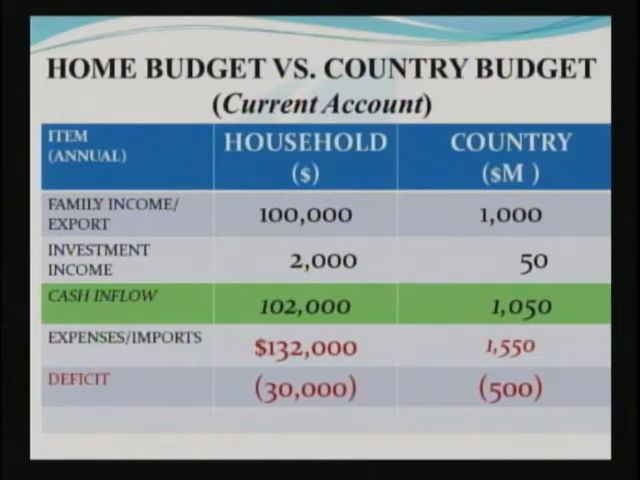 HOME BUDGET VS. COUNTRY BUDGET
(Current Account)
ITEM
(ANNUAL)
HOUSEHOLD
($)
COUNTRY
($M )
FAMILY INCOME/
EXPORT
100,000
1,000
INVESTMENT
INCOME
2,000
50
CASH INFLOW
102,000
1,050
EXPENSES/IMPORTS
$132,000
1,550
DEFICIT
(30,000)
(500)